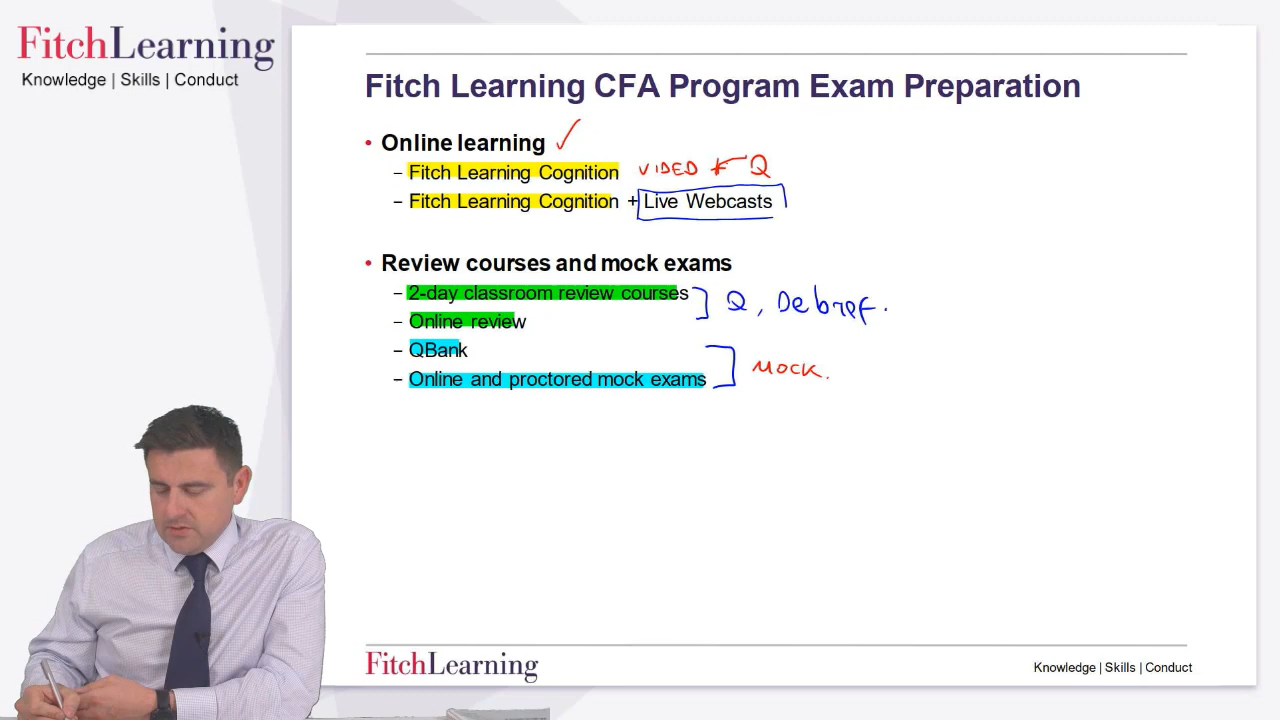 FitchLearning
Knowledge | Skills | Conduct
Fitch Learning CFA Program Exam Preparation
• Online learning ✓
– Fitch Learning Cognition VIDEO + Q
– Fitch Learning Cognition + Live Webcasts
• Review courses and mock exams
– 2-day classroom review courses
– Online review
Q, Debrief.
– QBank
– Online and proctored mock exams
MOCK.
FitchLearning
Knowledge | Skills | Conduct